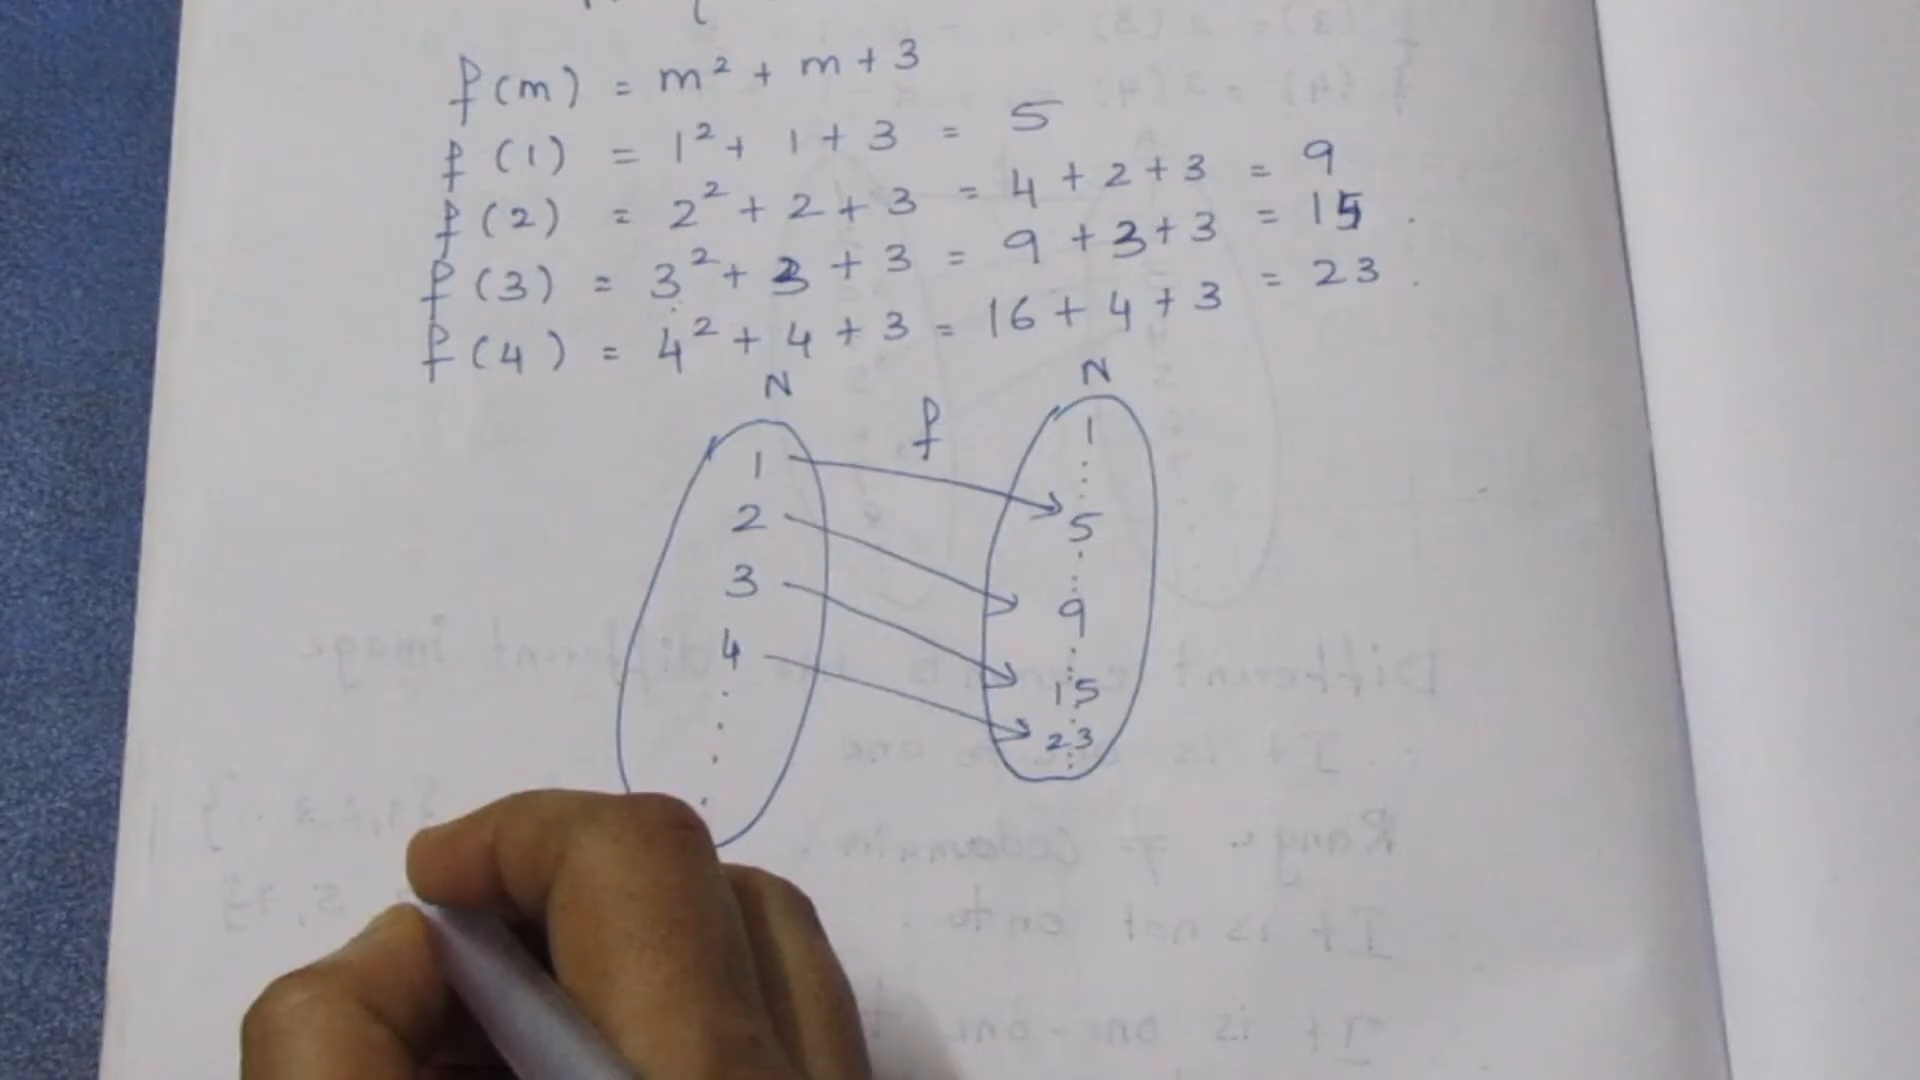 f(m) = m² + m + 3
f(1) = 1² + 1 + 3 = 5
f(2) = 2² + 2 + 3 = 4 + 2 + 3 = 9
f(3) = 3² + 3 + 3 = 9 + 3 + 3 = 15 .
f(4) = 4² + 4 + 3 = 16 + 4 + 3 = 23 .
N f N
1 1
2 5
3 9
4 15
23